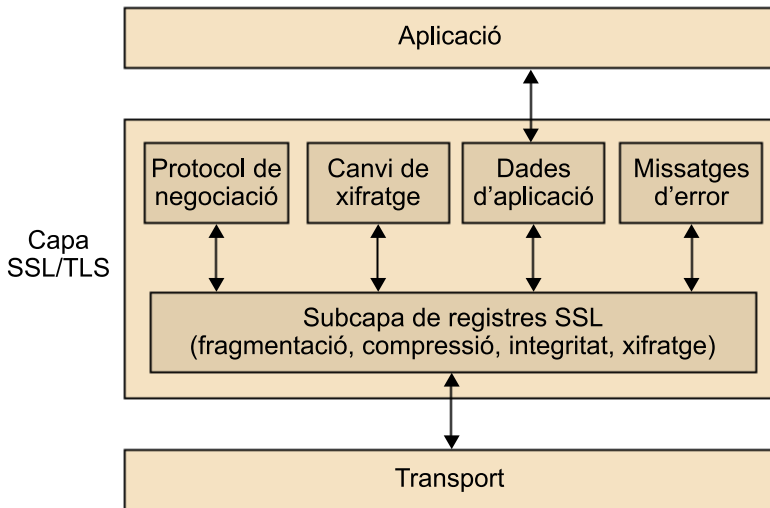 Aplicació
Protocol de
negociació
Canvi de
xifratge
Dades
d’aplicació
Missatges
d’error
Capa
SSL/TLS
Subcapa de registres SSL
(fragmentació, compressió, integritat, xifratge)
Transport